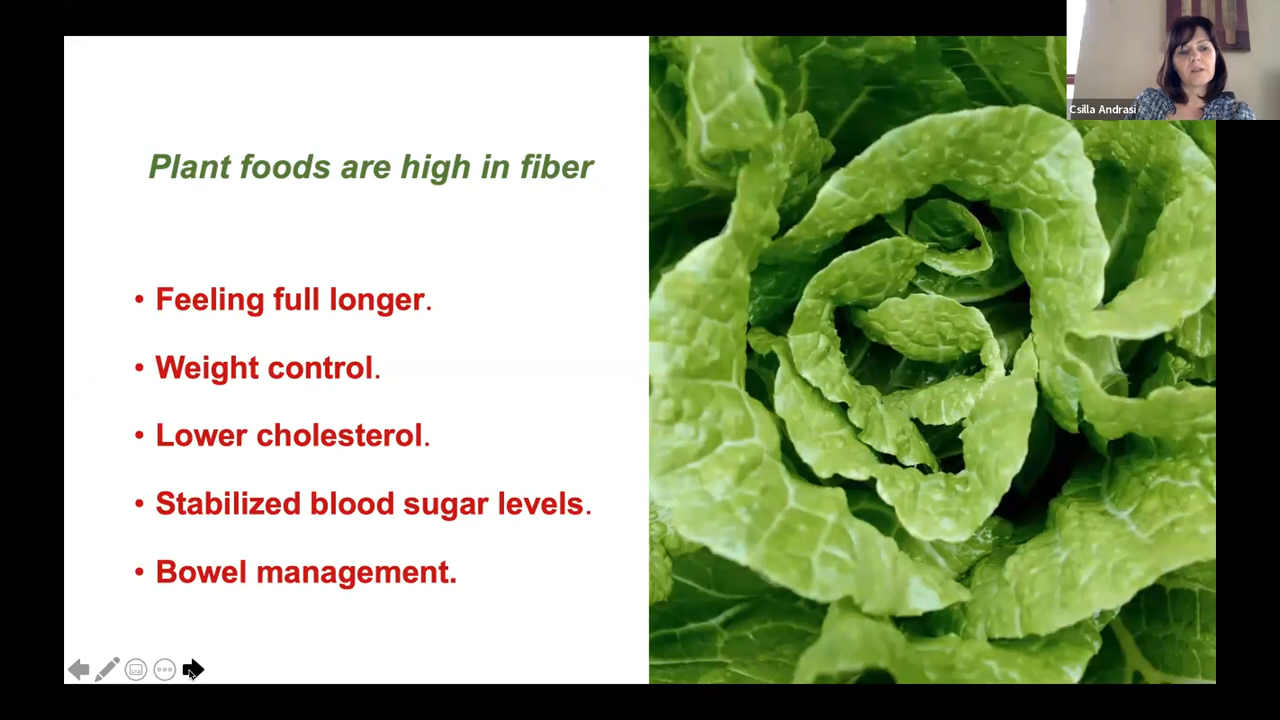 Csilla Andrasi
Plant foods are high in fiber
• Feeling full longer.
• Weight control.
• Lower cholesterol.
• Stabilized blood sugar levels.
• Bowel management.